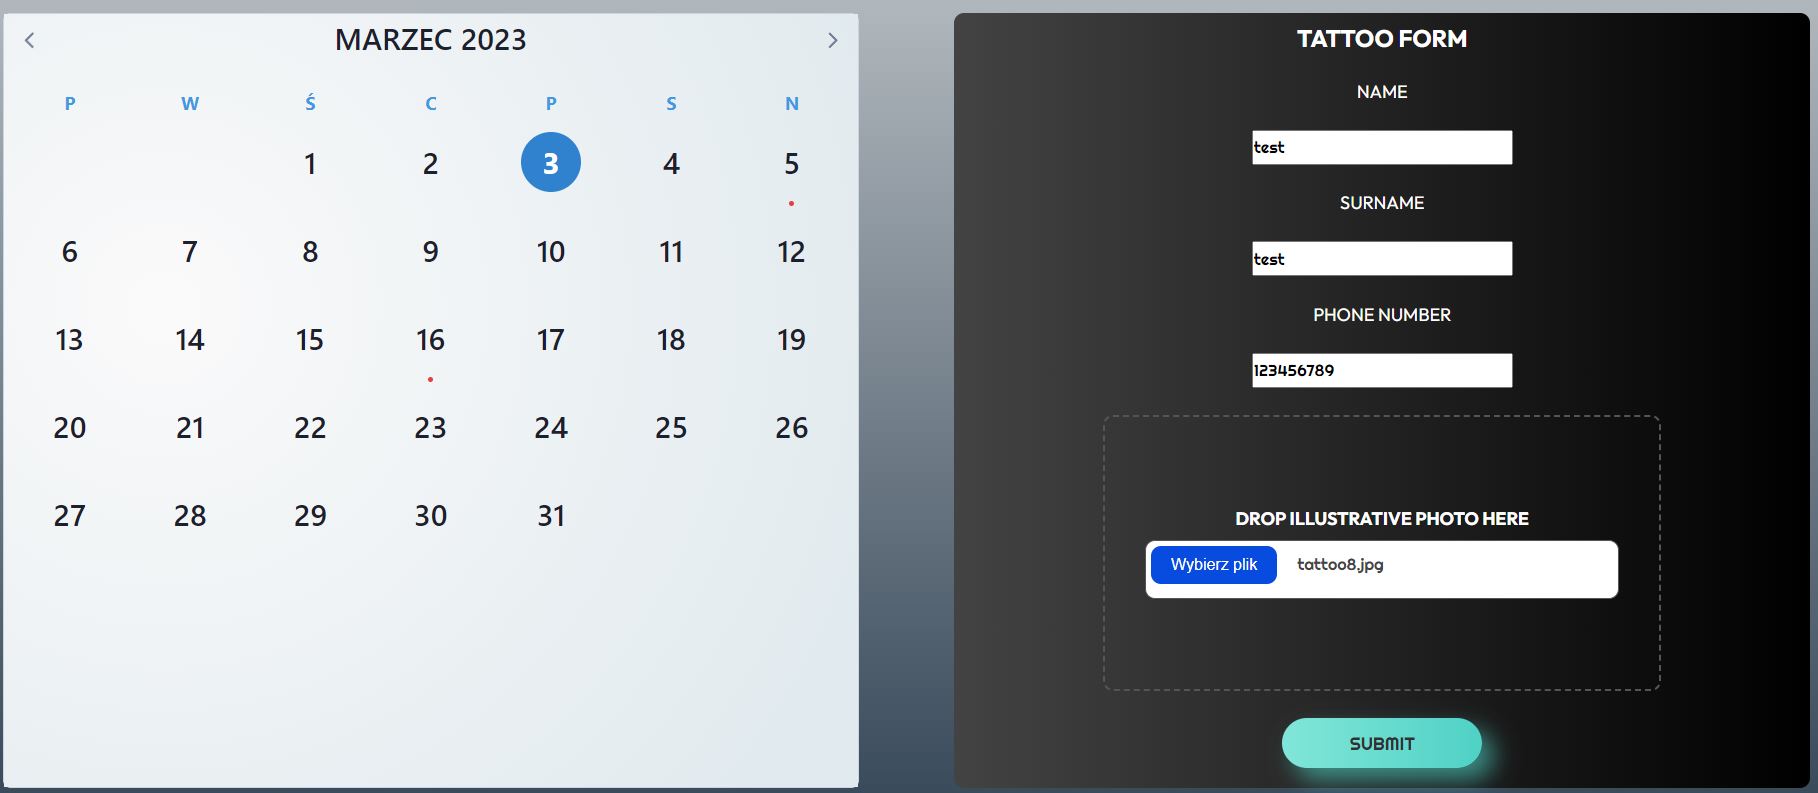 MARZEC 2023
P W Ś C P S N
1 2 3 4 5
6 7 8 9 10 11 12
13 14 15 16 17 18 19
20 21 22 23 24 25 26
27 28 29 30 31
TATTOO FORM
NAME
test
SURNAME
test
PHONE NUMBER
123456789
DROP ILLUSTRATIVE PHOTO HERE
Wybierz plik tattoo8.jpg
SUBMIT